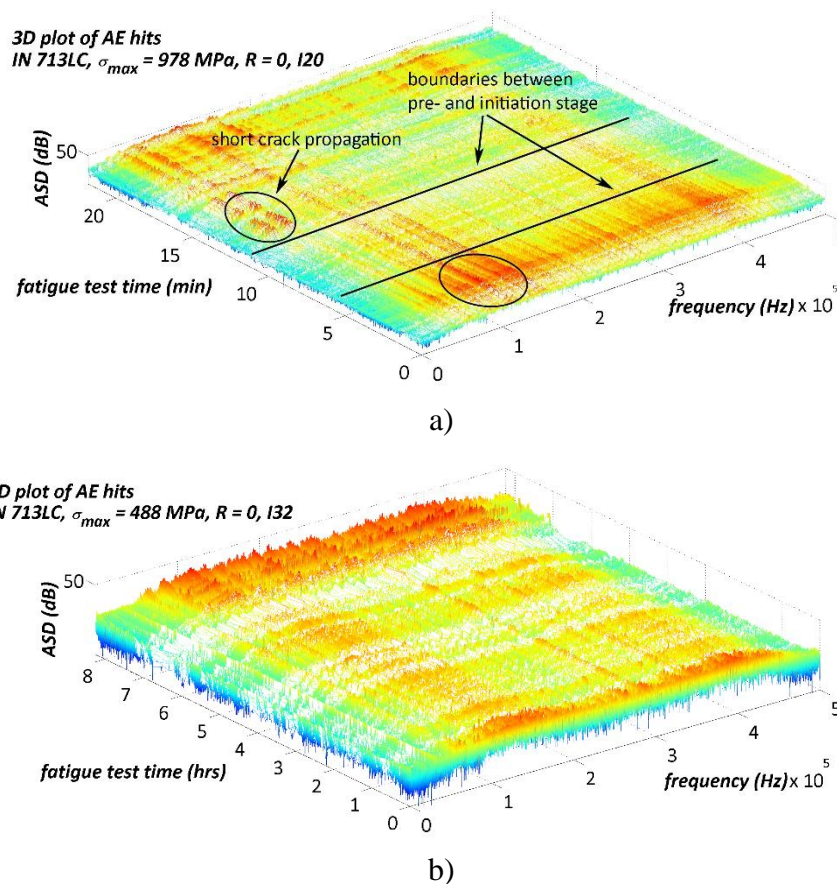 3D plot of AE hits
IN 713LC, σmax = 978 MPa, R = 0, I20
boundaries between
pre- and initiation stage
short crack propagation
50
ASD (dB)
20
15
10
5
0
fatigue test time (min)
0
1
2
3
4
5
frequency (Hz) x 10
a)
D plot of AE hits
N 713LC, σmax = 488 MPa, R = 0, I32
50
ASD (dB)
8
7
6
5
4
3
2
1
0
fatigue test time (hrs)
0
1
2
3
4
5
frequency (Hz) x 10 5
b)